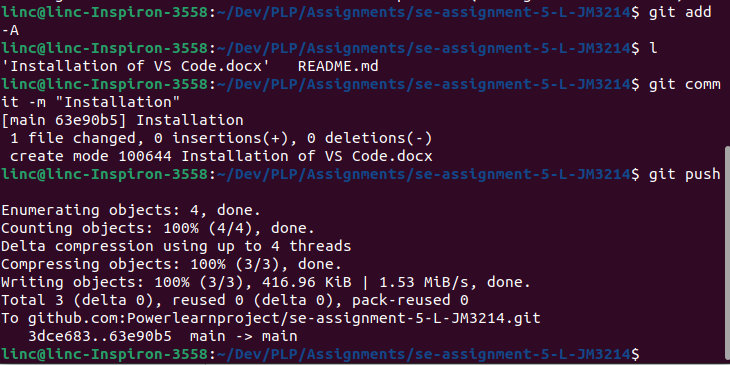 linc@linc-Inspiron-3558:~/Dev/PLP/Assignments/se-assignment-5-L-JM3214$ git add
-A
linc@linc-Inspiron-3558:~/Dev/PLP/Assignments/se-assignment-5-L-JM3214$ l
'Installation of VS Code.docx'   README.md
linc@linc-Inspiron-3558:~/Dev/PLP/Assignments/se-assignment-5-L-JM3214$ git comm
it -m "Installation"
[main 63e90b5] Installation
 1 file changed, 0 insertions(+), 0 deletions(-)
 create mode 100644 Installation of VS Code.docx
linc@linc-Inspiron-3558:~/Dev/PLP/Assignments/se-assignment-5-L-JM3214$ git push
Enumerating objects: 4, done.
Counting objects: 100% (4/4), done.
Delta compression using up to 4 threads
Compressing objects: 100% (3/3), done.
Writing objects: 100% (3/3), 416.96 KiB | 1.53 MiB/s, done.
Total 3 (delta 0), reused 0 (delta 0), pack-reused 0
To github.com:Powerlearnproject/se-assignment-5-L-JM3214.git
   3dce683..63e90b5  main -> main
linc@linc-Inspiron-3558:~/Dev/PLP/Assignments/se-assignment-5-L-JM3214$